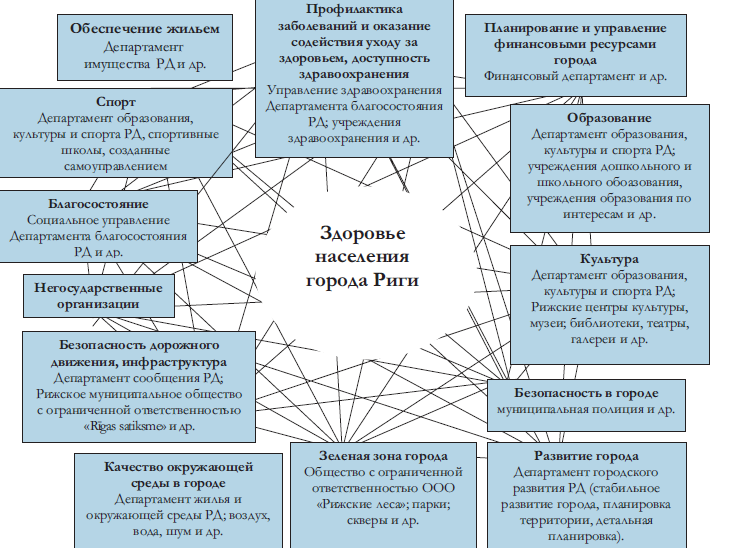 Обеспечение жильем
Департамент
имущества РД и др.
Профилактика
заболеваний и оказание
содействия уходу за
здоровьем, доступность
здравоохранения
Управление здравоохранения
Департамента благосостояния
РД; учреждения
здравоохранения и др.
Планирование и управление
финансовыми ресурсами
города
Финансовый департамент и др.
Спорт
Департамент образования,
культуры и спорта РД, спортивные
школы, созданные
самоуправлением
Образование
Департамент образования,
культуры и спорта РД;
учреждения дошкольного и
школьного обоазования,
учреждения образования по
интересам и др.
Благосостояние
Социальное управление
Департамента благосостояния
РД и др.
Здоровье
населения
города Риги
Культура
Департамент образования,
культуры и спорта РД;
Рижские центры культуры,
музеи; библиотеки, театры,
галереи и др.
Негосударственные
организации
Безопасность дорожного
движения, инфраструктура
Департамент сообщения РД;
Рижское муниципальное общество
с ограниченной ответственностью
«Rīgas satiksme» и др.
Безопасность в городе
муниципальная полиция и др.
Качество окружающей
среды в городе
Департамент жилья и
окружающей среды РД; воздух,
вода, шум и др.
Зеленая зона города
Общество с ограниченной
ответственностью ООО
«Рижские леса»; парки;
скверы и др.
Развитие города
Департамент городского
развития РД (стабильное
развитие города, планировка
территории, детальная
планировка).